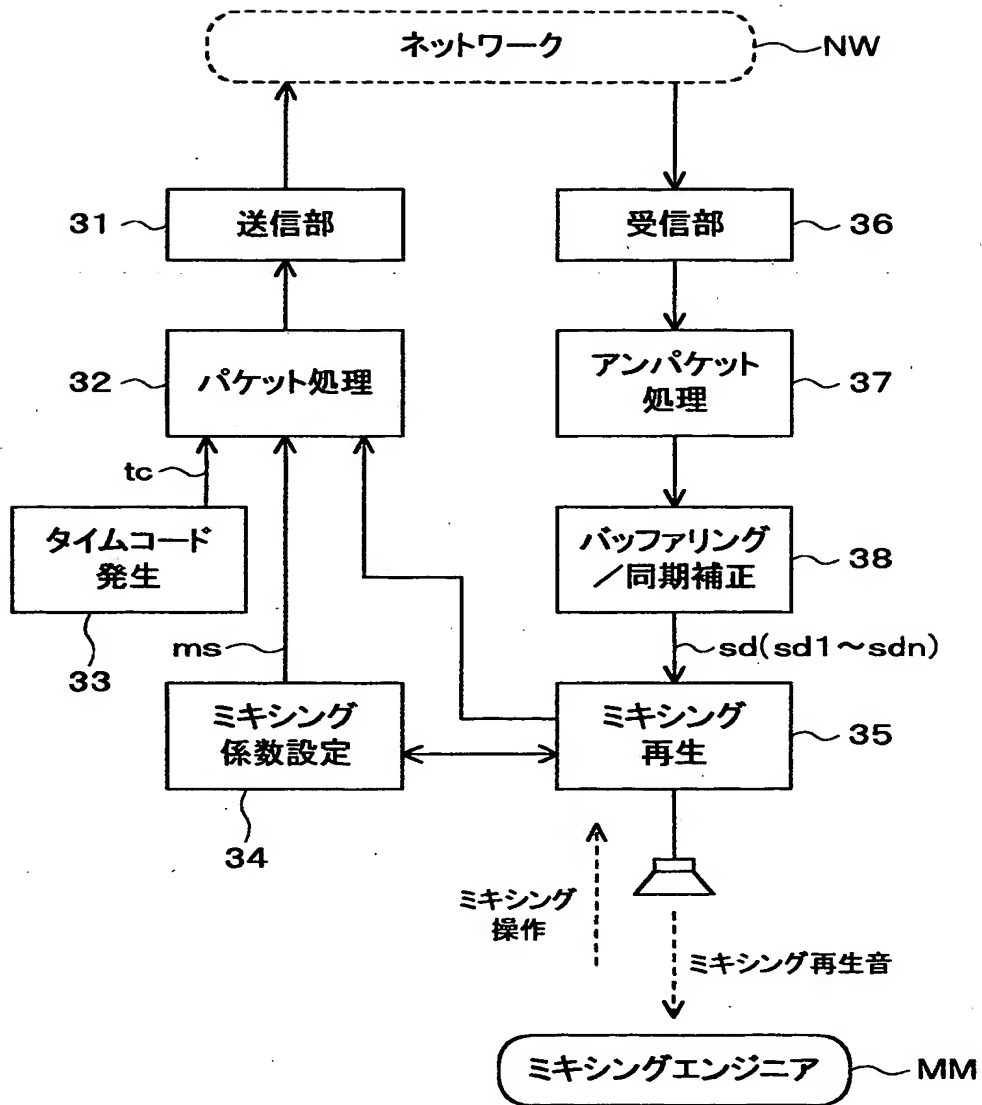 ネットワーク
NW
31
送信部
受信部
36
32
パケット処理
アンパケット
処理
37
tc
タイムコード
発生
33
バッファリング
／同期補正
38
ms
sd(sd1～sdn)
ミキシング
係数設定
34
ミキシング
再生
35
ミキシング
操作
ミキシング再生音
ミキシングエンジニア
MM